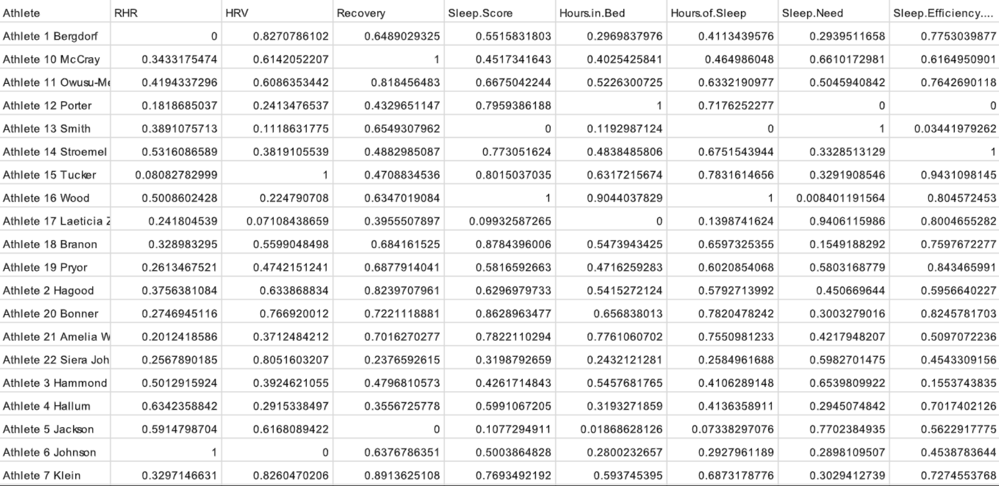 Athlete RHR HRV Recovery Sleep.Score Hours.in.Bed Hours.of.Sleep Sleep.Need Sleep.Efficiency....
Athlete 1 Bergdorf 0 0.8270786102 0.6489029325 0.5515831803 0.2969837976 0.4113439576 0.2939511658 0.7753039877
Athlete 10 McCray 0.3433175474 0.6142052207 1 0.4517341643 0.4025425841 0.464986048 0.6610172981 0.6164950901
Athlete 11 Owusu-Me 0.4194337296 0.6086353442 0.818456483 0.6675042244 0.5226300725 0.6332190977 0.5045940842 0.7642690118
Athlete 12 Porter 0.1818685037 0.2413476537 0.4329651147 0.7959386188 1 0.7176252277 0 0
Athlete 13 Smith 0.3891075713 0.1118631775 0.6549307962 0 0.1192987124 0 1 0.03441979262
Athlete 14 Stroemel 0.5316086589 0.3819105539 0.4882985087 0.773051624 0.4838485806 0.6751543944 0.3328513129 1
Athlete 15 Tucker 0.08082782999 1 0.4708834536 0.8015037035 0.6317215674 0.7831614656 0.3291908546 0.9431098145
Athlete 16 Wood 0.5008602428 0.224790708 0.6347019084 1 0.9044037829 1 0.008401191564 0.804572453
Athlete 17 Laeticia Z 0.241804539 0.07108438659 0.3955507897 0.09932587265 0 0.1398741624 0.9406115986 0.8004655282
Athlete 18 Branon 0.328983295 0.5599048498 0.684161525 0.8784396006 0.5473943425 0.6597325355 0.1549188292 0.7597672277
Athlete 19 Pryor 0.2613467521 0.4742151241 0.6877914041 0.5816592663 0.4716259283 0.6020854068 0.5803168779 0.843465991
Athlete 2 Hagood 0.3756381084 0.633868834 0.8239707961 0.6296979733 0.5415272124 0.5792713992 0.450669644 0.5956640227
Athlete 20 Bonner 0.2746945116 0.766920012 0.7221118881 0.8628963477 0.656838013 0.7820478242 0.3003279016 0.8245781703
Athlete 21 Amelia W 0.2012418586 0.3712484212 0.7016270277 0.7822110294 0.7761060702 0.7550981233 0.4217948207 0.5097072236
Athlete 22 Siera Joh 0.2567890185 0.8051603207 0.2376592615 0.3198792659 0.2432121281 0.2584961688 0.5982701475 0.4543309156
Athlete 3 Hammond 0.5012915924 0.3924621055 0.4796810573 0.4261714843 0.5457681765 0.4106289148 0.6539809922 0.1553743835
Athlete 4 Hallum 0.6342358842 0.2915338497 0.3556725778 0.5991067205 0.3193271859 0.4136358911 0.2945074842 0.7017402126
Athlete 5 Jackson 0.5914798704 0.6168089422 0 0.1077294911 0.01868628126 0.07338297076 0.7702384935 0.5622917775
Athlete 6 Johnson 1 0 0.6376786351 0.5003864828 0.2800232657 0.2927961189 0.2898109507 0.4538783644
Athlete 7 Klein 0.3297146631 0.8260470206 0.8913625108 0.7693492192 0.593745395 0.6873178776 0.3029412739 0.7274553768